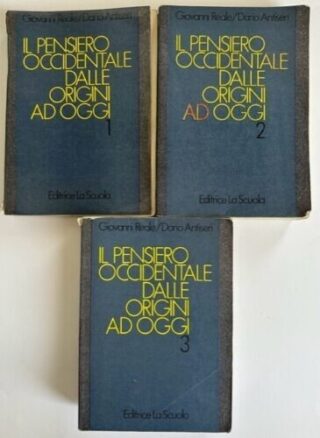 Giovanni Reale/Dario Antiseri
IL PENSIERO
OCCIDENTALE
DALLE
ORIGINI
AD OGGI
1
Editrice La Scuola
Giovanni Reale/Dario Antiseri
IL PENSIERO
OCCIDENTALE
DALLE
ORIGINI
AD OGGI
2
Editrice La Scuola
Giovanni Reale/Dario Antiseri
IL PENSIERO
OCCIDENTALE
DALLE
ORIGINI
AD OGGI
3
Editrice La Scuola